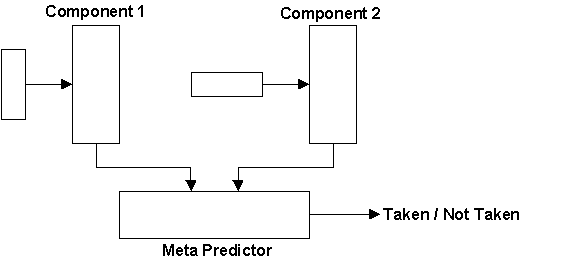 Component 1
Component 2
Taken / Not Taken
Meta Predictor